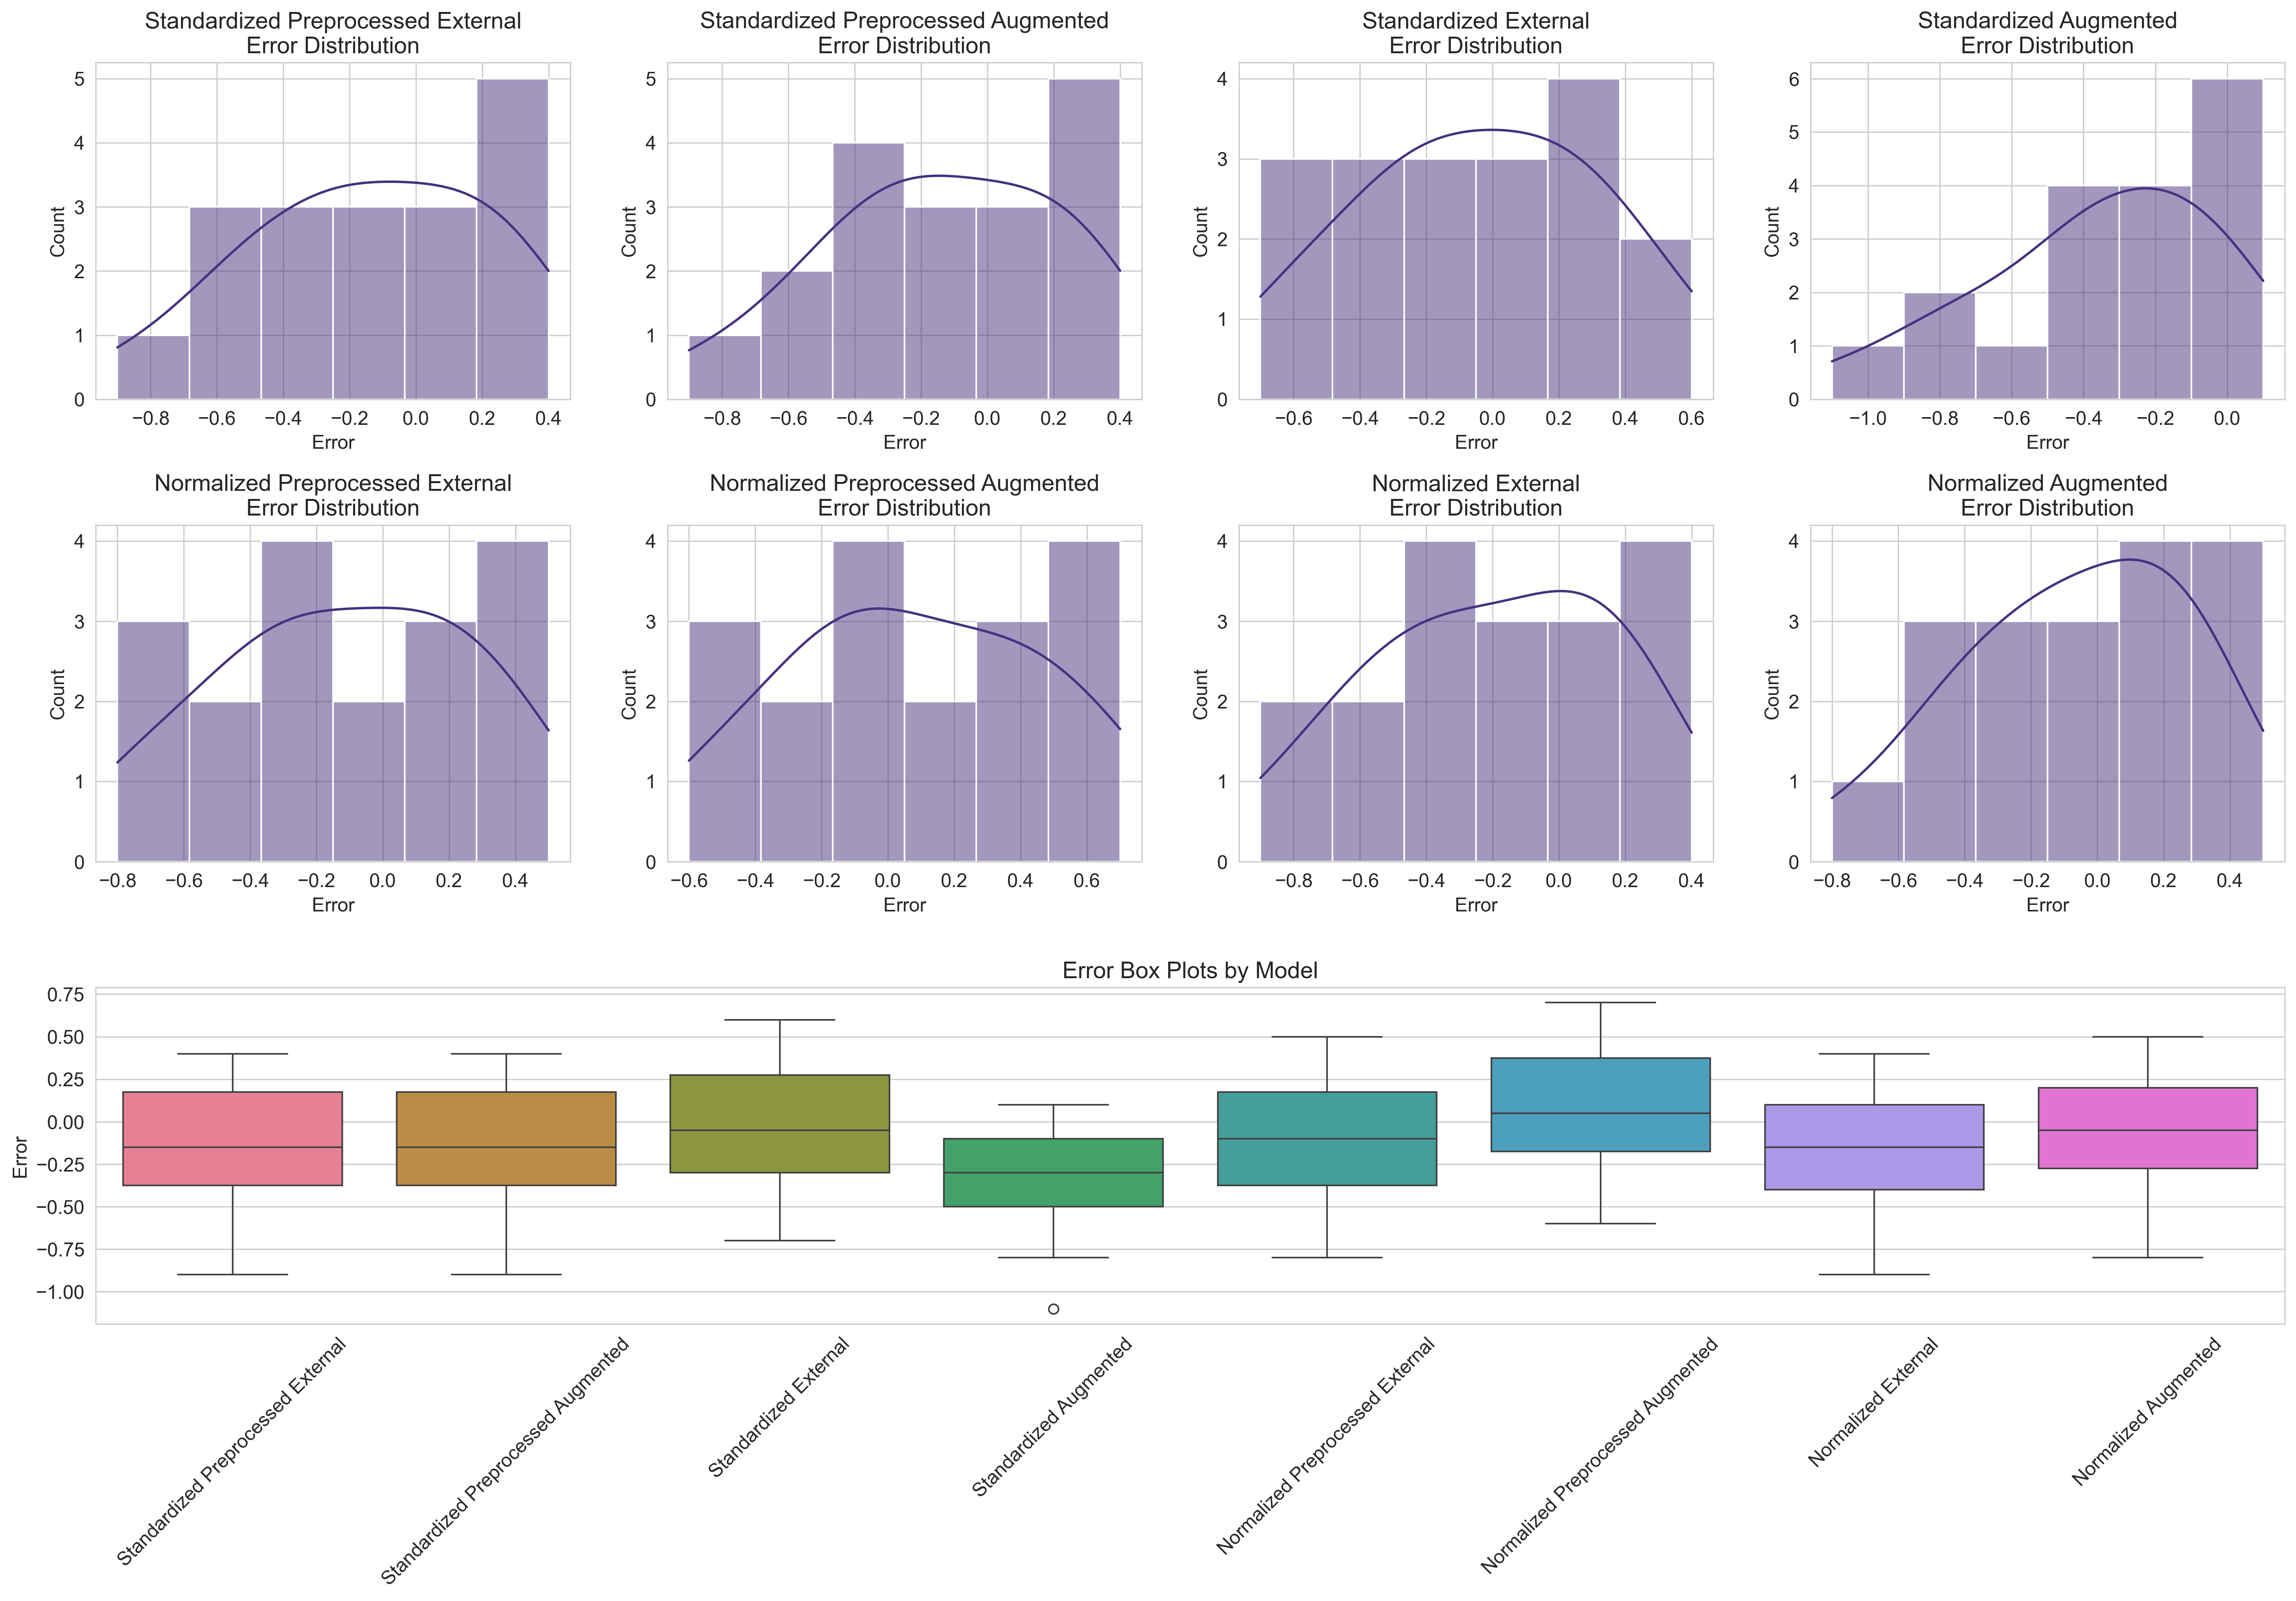 Standardized Preprocessed External
Error Distribution
5
4
3
2
1
0
Count
−0.8 −0.6 −0.4 −0.2 0.0 0.2 0.4
Error
Standardized Preprocessed Augmented
Error Distribution
5
4
3
2
1
0
Count
−0.8 −0.6 −0.4 −0.2 0.0 0.2 0.4
Error
Standardized External
Error Distribution
4
3
2
1
0
Count
−0.6 −0.4 −0.2 0.0 0.2 0.4 0.6
Error
Standardized Augmented
Error Distribution
6
5
4
3
2
1
0
Count
−1.0 −0.8 −0.6 −0.4 −0.2 0.0
Error
Normalized Preprocessed External
Error Distribution
4
3
2
1
0
Count
−0.8 −0.6 −0.4 −0.2 0.0 0.2 0.4
Error
Normalized Preprocessed Augmented
Error Distribution
4
3
2
1
0
Count
−0.6 −0.4 −0.2 0.0 0.2 0.4 0.6
Error
Normalized External
Error Distribution
4
3
2
1
0
Count
−0.8 −0.6 −0.4 −0.2 0.0 0.2 0.4
Error
Normalized Augmented
Error Distribution
4
3
2
1
0
Count
−0.8 −0.6 −0.4 −0.2 0.0 0.2 0.4
Error
Error Box Plots by Model
0.75
0.50
0.25
0.00
−0.25
−0.50
−0.75
−1.00
Error
Standardized Preprocessed External
Standardized Preprocessed Augmented
Standardized External
Standardized Augmented
Normalized Preprocessed External
Normalized Preprocessed Augmented
Normalized External
Normalized Augmented